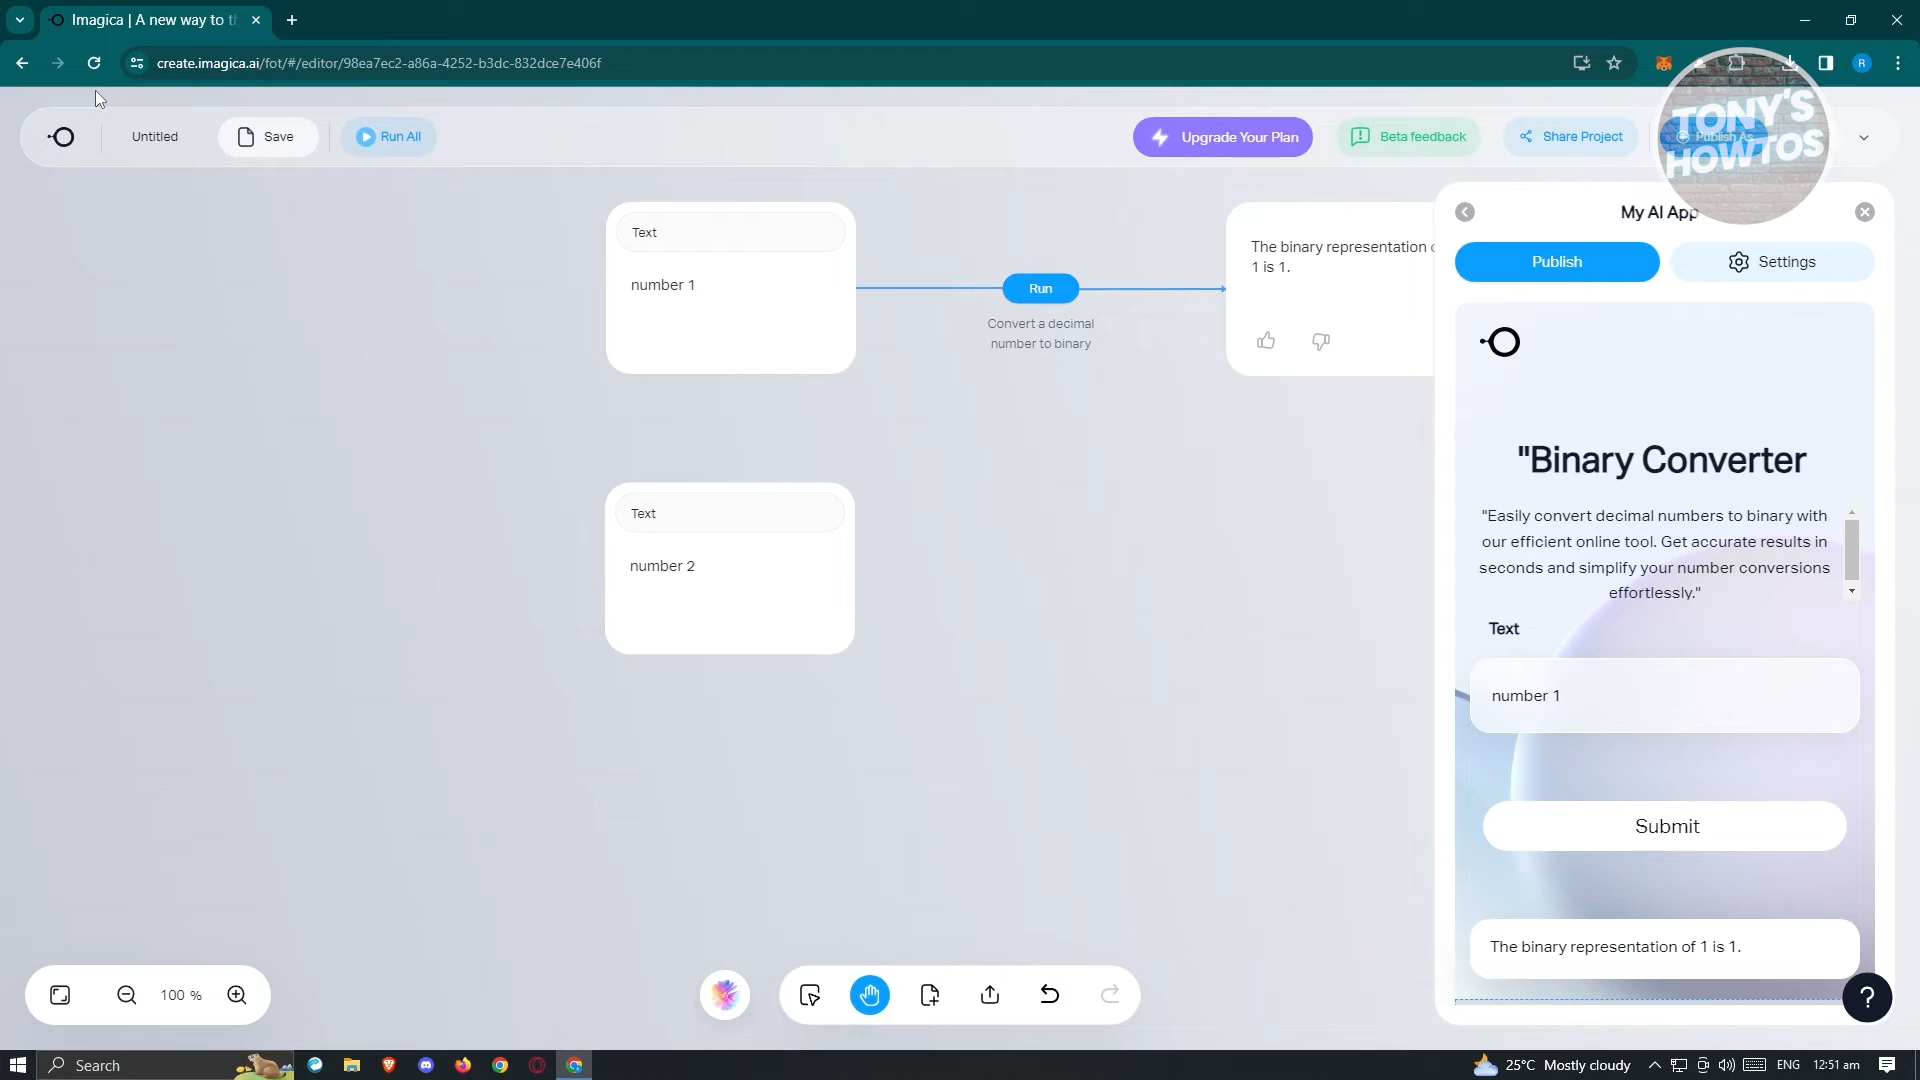 Imagica | A new way to th
create.imagica.ai/fot/#/editor/98ea7ec2-a86a-4252-b3dc-832dce7e406f
R
Untitled
Save
Run All
Upgrade Your Plan
Beta feedback
Share Project
Publish As
TONY'S
HOWTOS
Text
number 1
Run
Convert a decimal
number to binary
The binary representation o
1 is 1.
Text
number 2
My AI App
Publish
Settings
"Binary Converter
"Easily convert decimal numbers to binary with
our efficient online tool. Get accurate results in
seconds and simplify your number conversions
effortlessly."
Text
number 1
Submit
The binary representation of 1 is 1.
100 %
?
Search
25°C Mostly cloudy
ENG
12:51 am